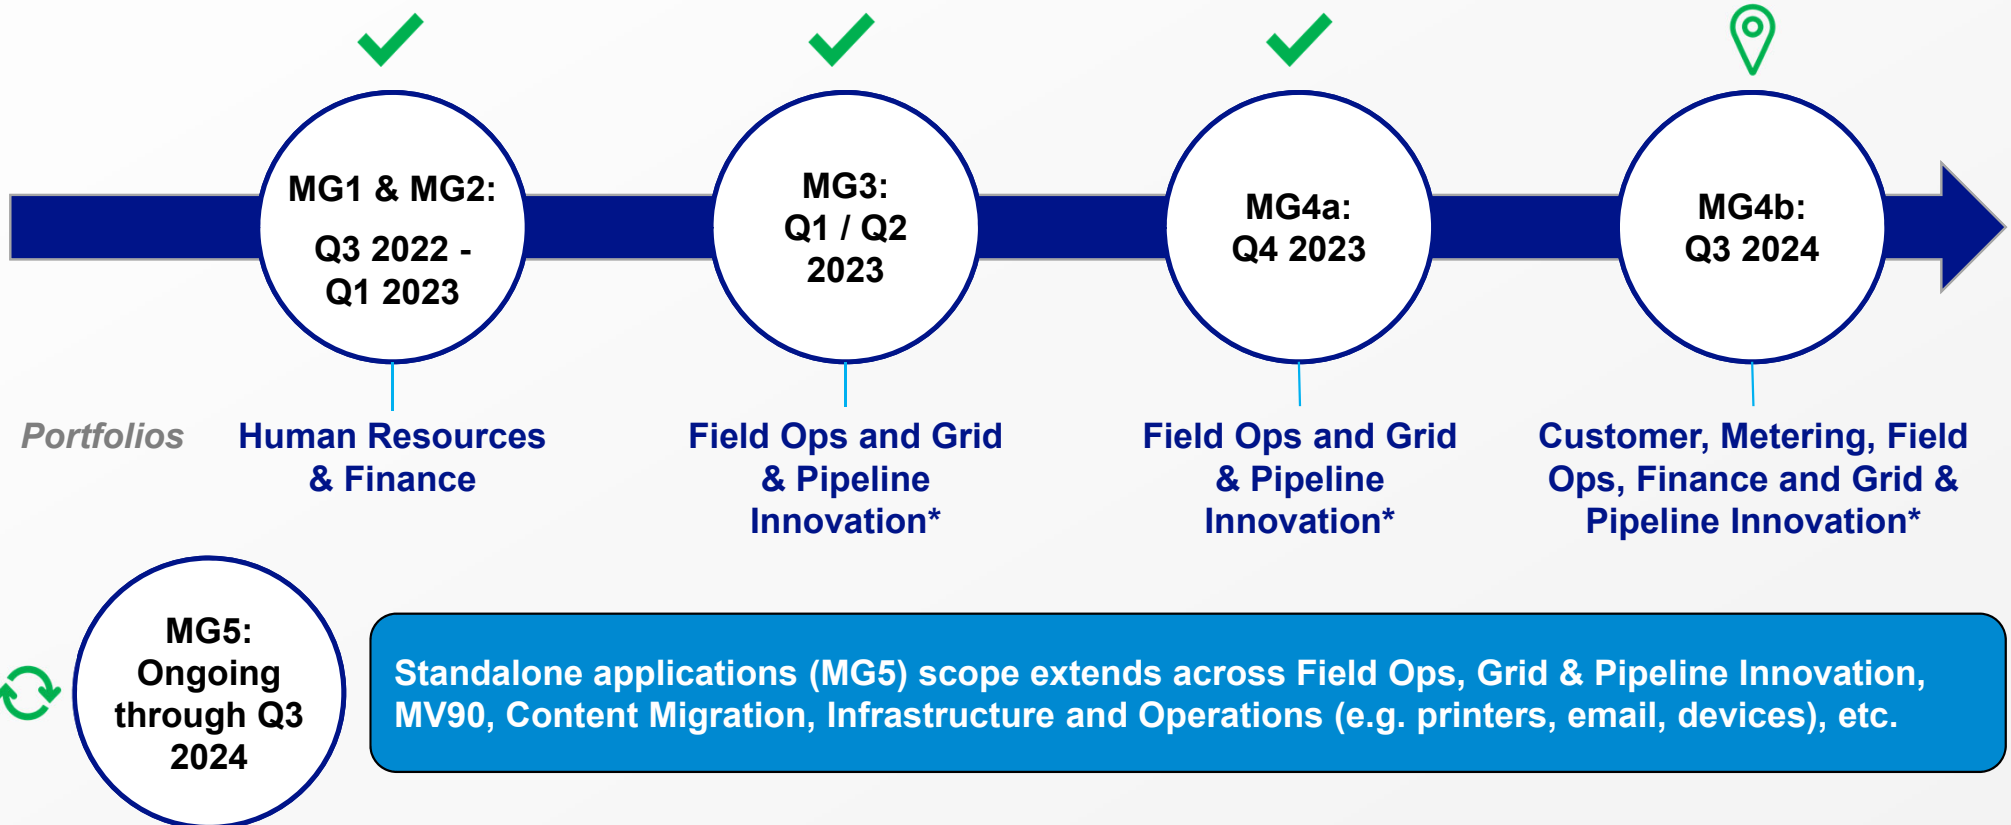 MG1 & MG2:
Q3 2022 -
Q1 2023
MG3:
Q1 / Q2
2023
MG4a:
Q4 2023
MG4b:
Q3 2024
Portfolios
Human Resources
& Finance
Field Ops and Grid
& Pipeline
Innovation*
Field Ops and Grid
& Pipeline
Innovation*
Customer, Metering, Field
Ops, Finance and Grid &
Pipeline Innovation*
MG5:
Ongoing
through Q3
2024
Standalone applications (MG5) scope extends across Field Ops, Grid & Pipeline Innovation,
MV90, Content Migration, Infrastructure and Operations (e.g. printers, email, devices), etc.